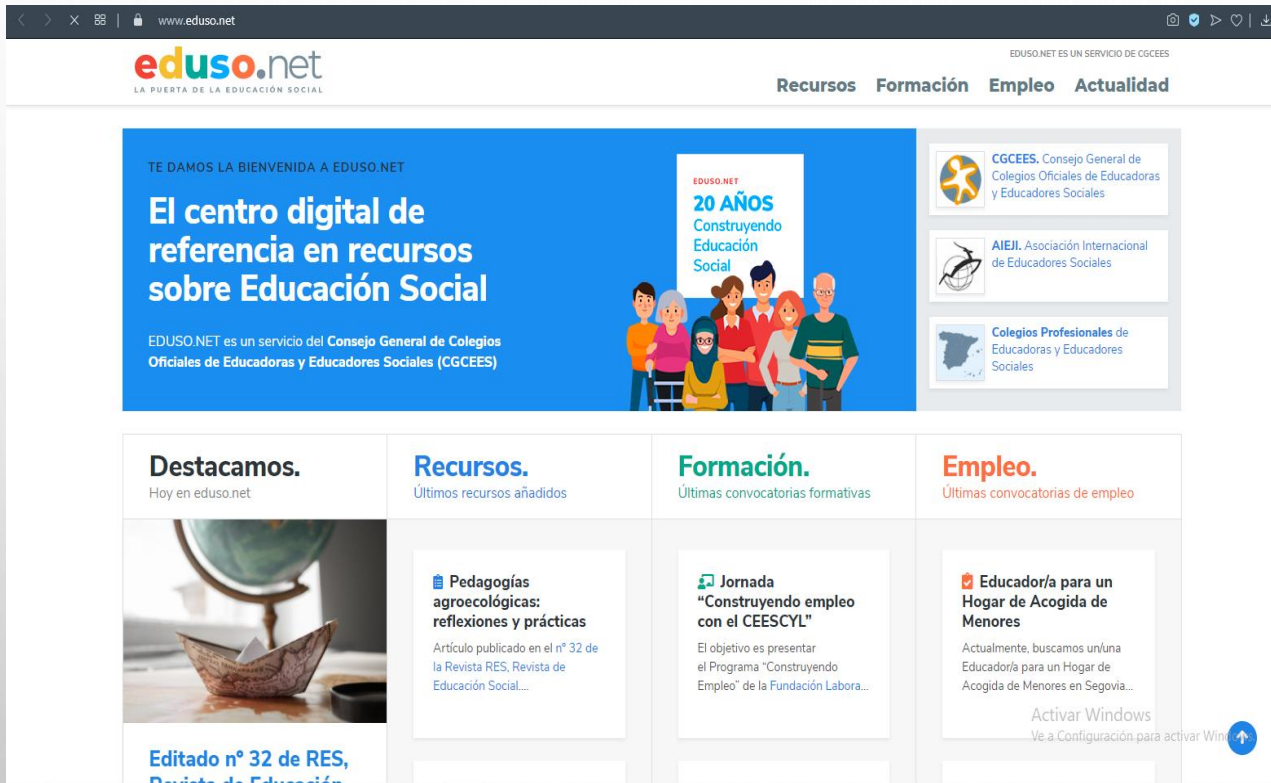 www.eduso.net
eduso.net
LA PUERTA DE LA EDUCACIÓN SOCIAL
EDUSO.NET ES UN SERVICIO DE CGCEES
Recursos Formación Empleo Actualidad
TE DAMOS LA BIENVENIDA A EDUSO.NET
El centro digital de
referencia en recursos
sobre Educación Social
EDUSO.NET es un servicio del Consejo General de Colegios
Oficiales de Educadoras y Educadores Sociales (CGCEES)
EDUSO.NET
20 AÑOS
Construyendo
Educación
Social
CGCEES. Consejo General de
Colegios Oficiales de Educadoras
y Educadores Sociales
AIEJI. Asociación Internacional
de Educadores Sociales
Colegios Profesionales de
Educadoras y Educadores
Sociales
Destacamos.
Hoy en eduso.net
Editado nº 32 de RES,
Revista de Educación
Recursos.
Últimos recursos añadidos
Pedagogías
agroecológicas:
reflexiones y prácticas
Artículo publicado en el nº 32 de
la Revista RES, Revista de
Educación Social....
Formación.
Últimas convocatorias formativas
Jornada
“Construyendo empleo
con el CEESCYL”
El objetivo es presentar
el Programa “Construyendo
Empleo” de la Fundación Labora...
Empleo.
Últimas convocatorias de empleo
Educador/a para un
Hogar de Acogida de
Menores
Actualmente, buscamos un/una
Educador/a para un Hogar de
Acogida de Menores en Segovia...
Activar Windows
Ve a Configuración para activar Windows.